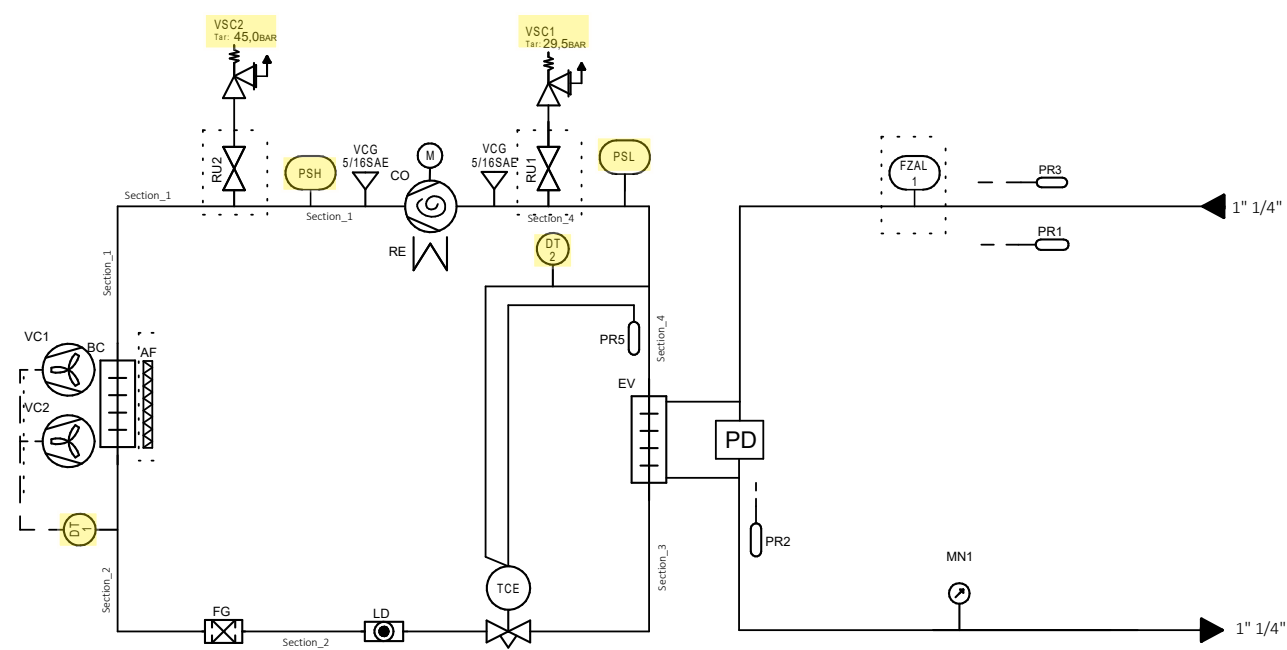 VSC2
Tar: 45,0BAR
VSC1
Tar: 29,5BAR
RU2
PSH
VCG
5/16SAE
CO
M
VCG
5/16SAE
RU1
PSL
FZAL
1
PR3
1" 1/4"
PR1
Section_1
Section_1
Section_4
RE
DT
2
Section_1
VC1
BC
AF
PR5
Section_4
EV
VC2
PD
DT
1
PR2
Section_2
Section_3
TCE
MN1
FG
LD
Section_2
1" 1/4"